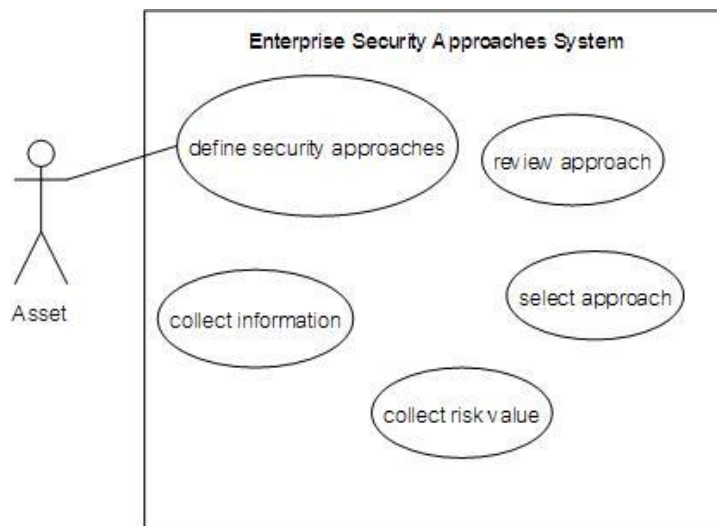 Enterprise Security Approaches System
define security approaches
review approach
Asset
collect information
select approach
collect risk value